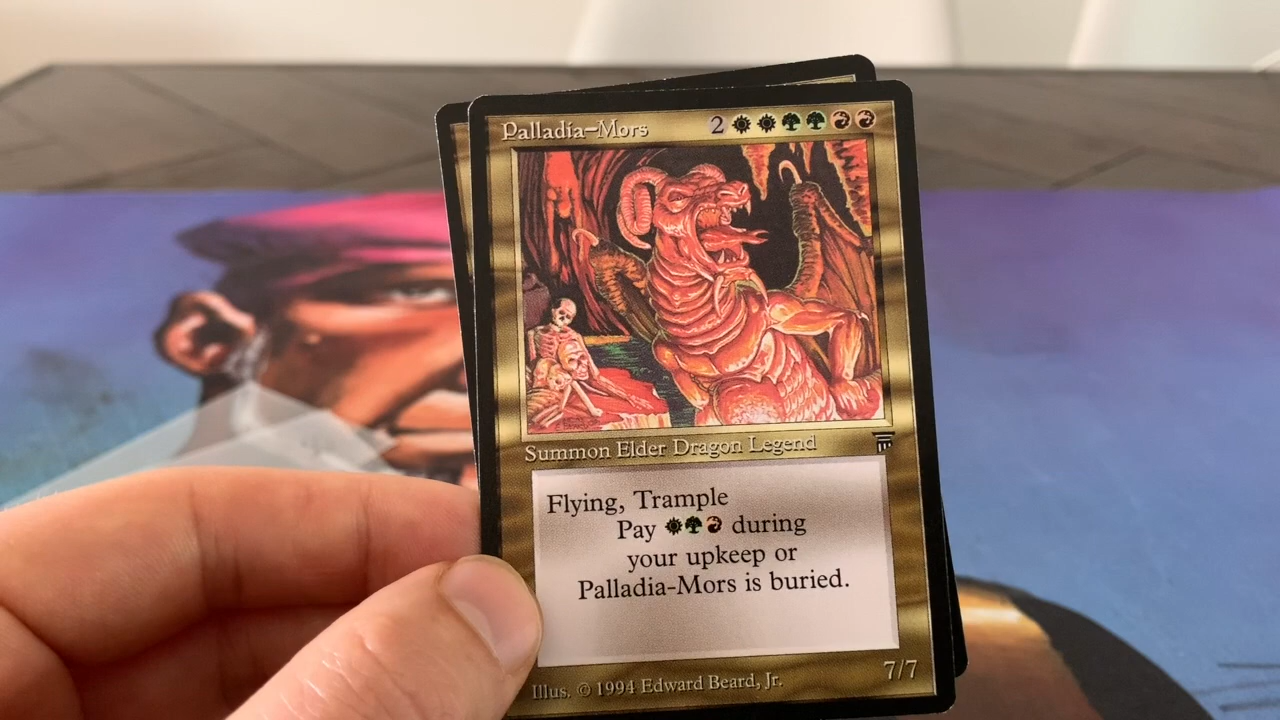 Palladia-Mors 2
Summon Elder Dragon Legend
Flying, Trample
Pay during
your upkeep or
Palladia-Mors is buried.
7/7
Illus. © 1994 Edward Beard, Jr.